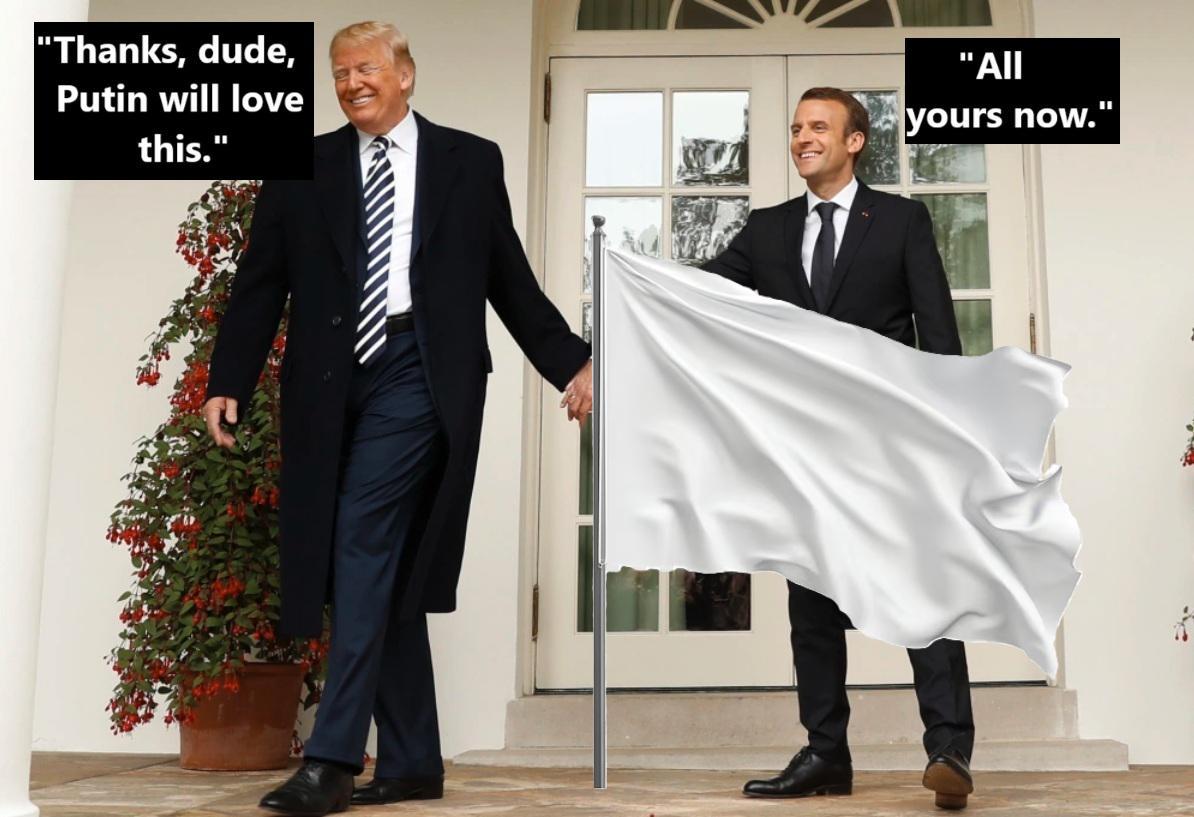 "Thanks, dude,
Putin will love
this."
"All
yours now."